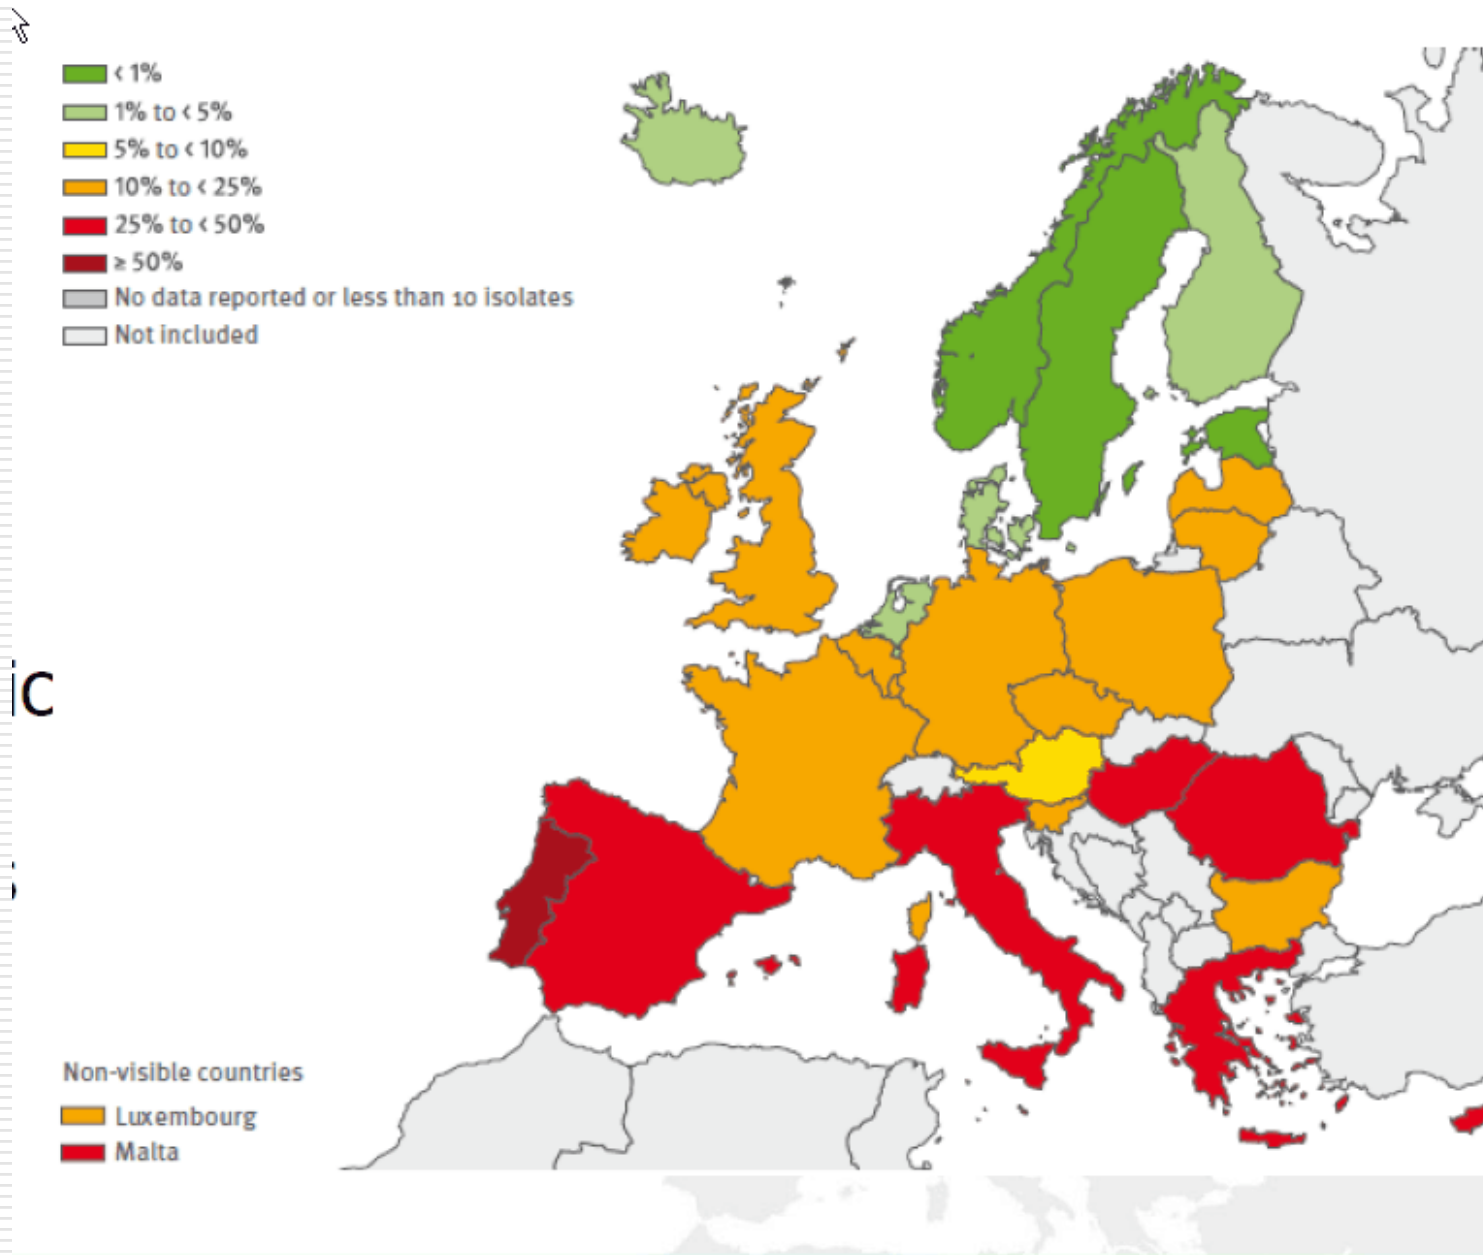 < 1%
1% to < 5%
5% to < 10%
10% to < 25%
25% to < 50%
≥ 50%
No data reported or less than 10 isolates
Not included
Non-visible countries
Luxembourg
Malta